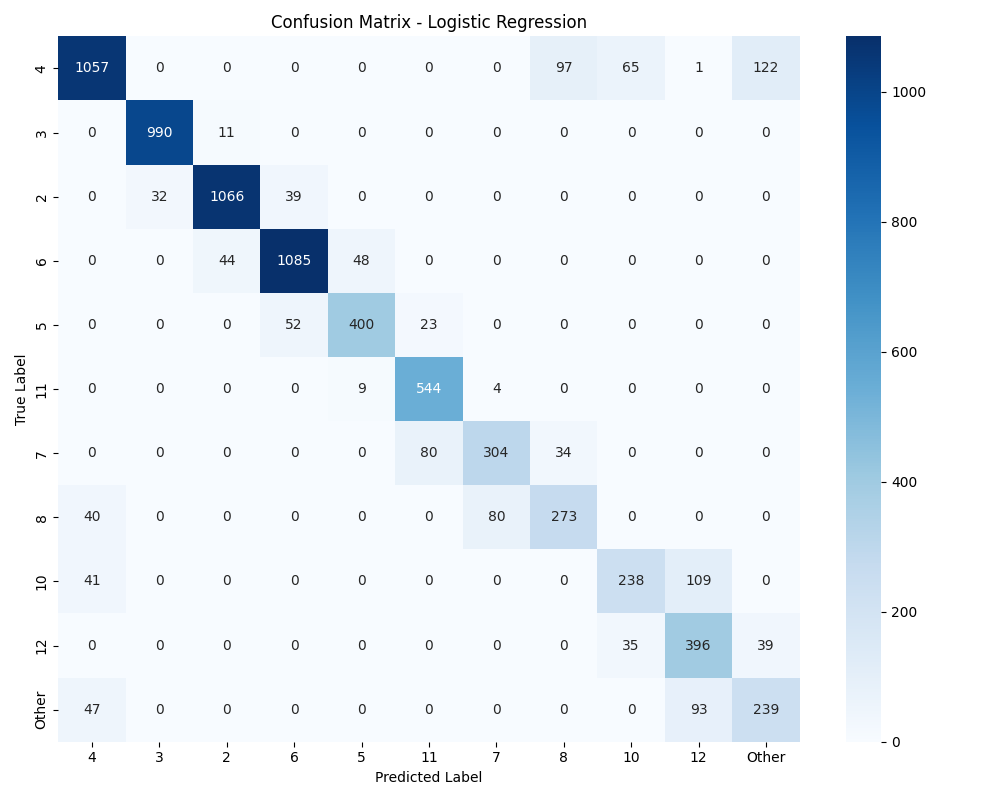 Confusion Matrix - Logistic Regression
True Label
4 1057 0 0 0 0 0 0 97 65 1 122
3 0 990 11 0 0 0 0 0 0 0 0
2 0 32 1066 39 0 0 0 0 0 0 0
6 0 0 44 1085 48 0 0 0 0 0 0
5 0 0 0 52 400 23 0 0 0 0 0
11 0 0 0 0 9 544 4 0 0 0 0
7 0 0 0 0 0 80 304 34 0 0 0
8 40 0 0 0 0 0 80 273 0 0 0
10 41 0 0 0 0 0 0 0 238 109 0
12 0 0 0 0 0 0 0 0 35 396 39
Other 47 0 0 0 0 0 0 0 0 93 239
4 3 2 6 5 11 7 8 10 12 Other
Predicted Label
1000
800
600
400
200
0